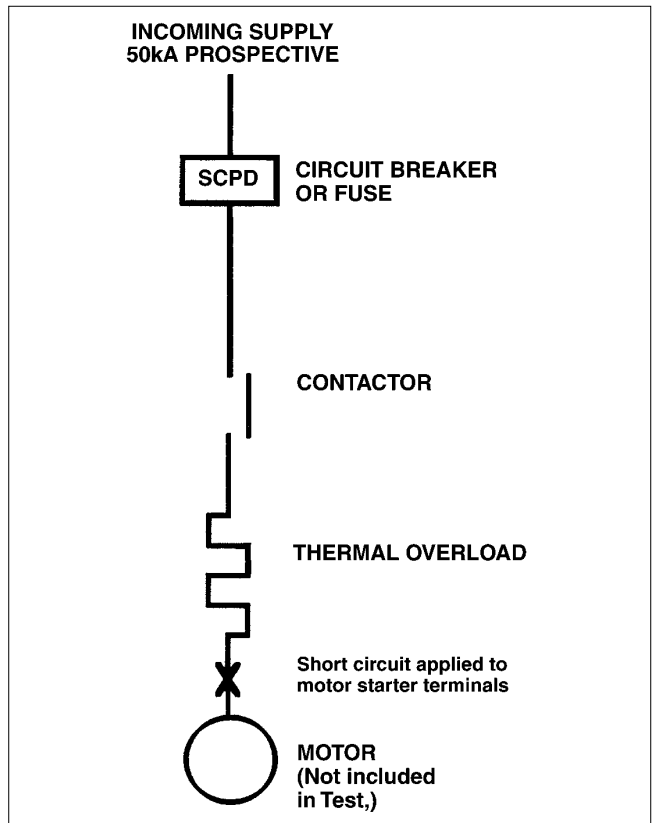 INCOMING SUPPLY
50kA PROSPECTIVE
SCPD
CIRCUIT BREAKER
OR FUSE
CONTACTOR
THERMAL OVERLOAD
Short circuit applied to
motor starter terminals
MOTOR
(Not included
in Test,)